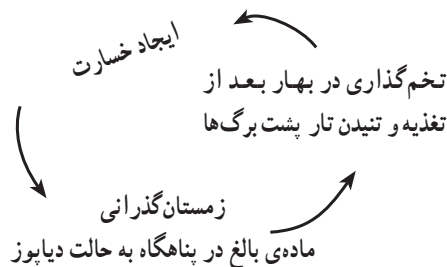 ایجاد خسارت
تخم‌گذاری در بهار بعد از
تغذیه و تنیدن تار پشت برگ‌ها
زمستان‌گذرانی
ماده‌ی بالغ در پناهگاه به حالت دیاپوز